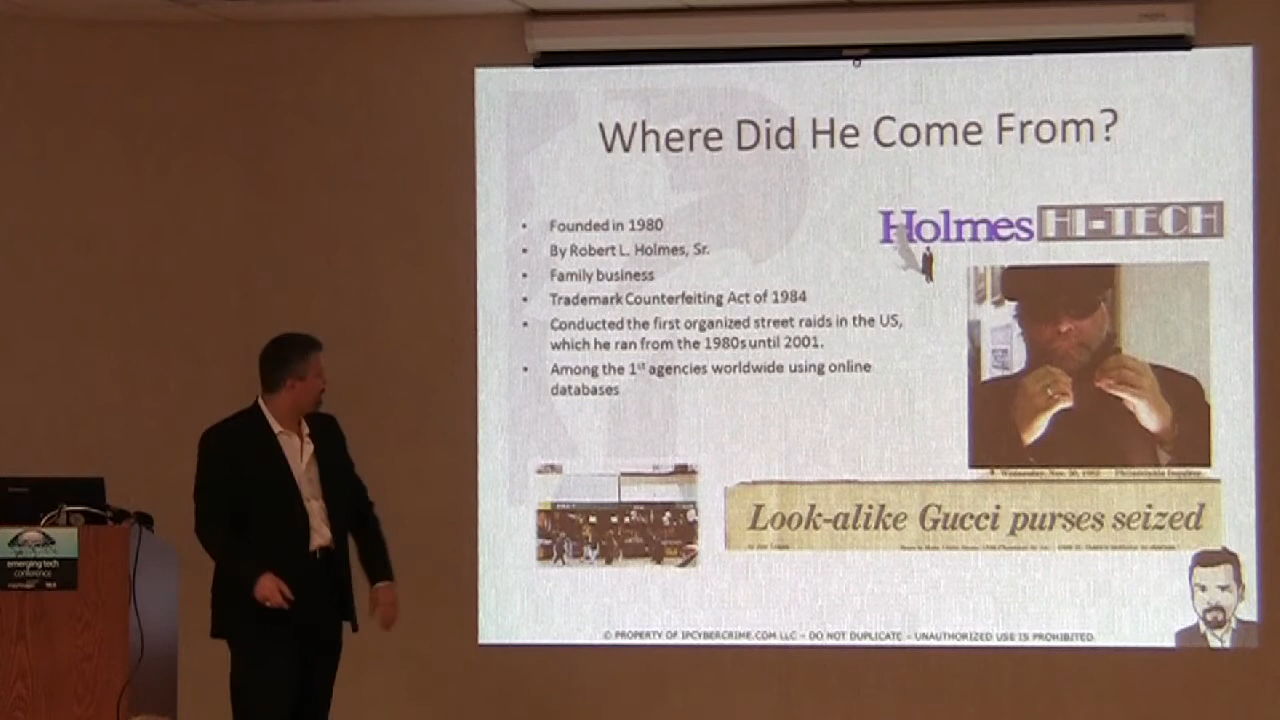 Where Did He Come From?
Holmes HI-TECH
• Founded in 1980
• By Robert L. Holmes, Sr.
• Family business
• Trademark Counterfeiting Act of 1984
• Conducted the first organized street raids in the US,
which he ran from the 1980s until 2001.
• Among the 1st agencies worldwide using online
databases
Look-alike Gucci purses seized
emerging tech
conference
© PROPERTY OF IPCYBERCRIME.COM LLC – DO NOT DUPLICATE – UNAUTHORIZED USE IS PROHIBITED